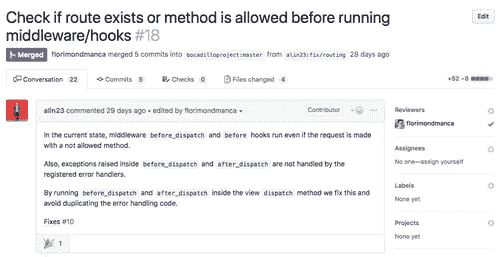 Check if route exists or method is allowed before running
middleware/hooks #18
Edit
Merged florimondmanca merged 5 commits into bocadilloproject:master from alin23:fix/routing 28 days ago
Conversation 22 Commits 5 Checks 0 Files changed 4 +52 -8
alin23 commented 29 days ago • edited by florimondmanca Contributor
In the current state, middleware before_dispatch and before hooks run even if the request is made
with a not allowed method.
Also, exceptions raised inside before_dispatch and after_dispatch are not handled by the
registered error handlers.
By running before_dispatch and after_dispatch inside the view dispatch method we fix this and
avoid duplicating the error handling code.
Fixes #10
1
Reviewers
florimondmanca
Assignees
No one—assign yourself
Labels
None yet
Projects
None yet